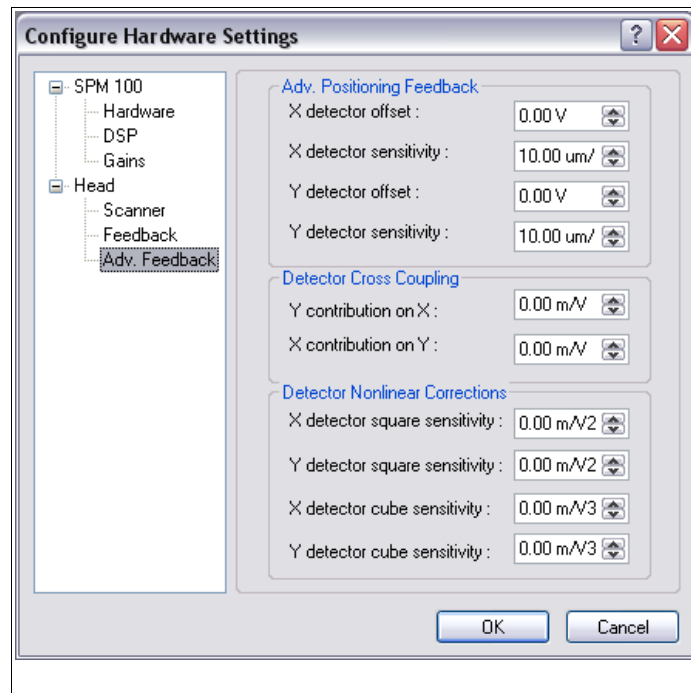 Configure Hardware Settings
?
SPM 100
Hardware
DSP
Gains
Head
Scanner
Feedback
Adv. Feedback
Adv. Positioning Feedback
X detector offset : 0.00 V
X detector sensitivity : 10.00 um/
Y detector offset : 0.00 V
Y detector sensitivity : 10.00 um/
Detector Cross Coupling
Y contribution on X : 0.00 m/V
X contribution on Y : 0.00 m/V
Detector Nonlinear Corrections
X detector square sensitivity : 0.00 m/V2
Y detector square sensitivity : 0.00 m/V2
X detector cube sensitivity : 0.00 m/V3
Y detector cube sensitivity : 0.00 m/V3
OK Cancel